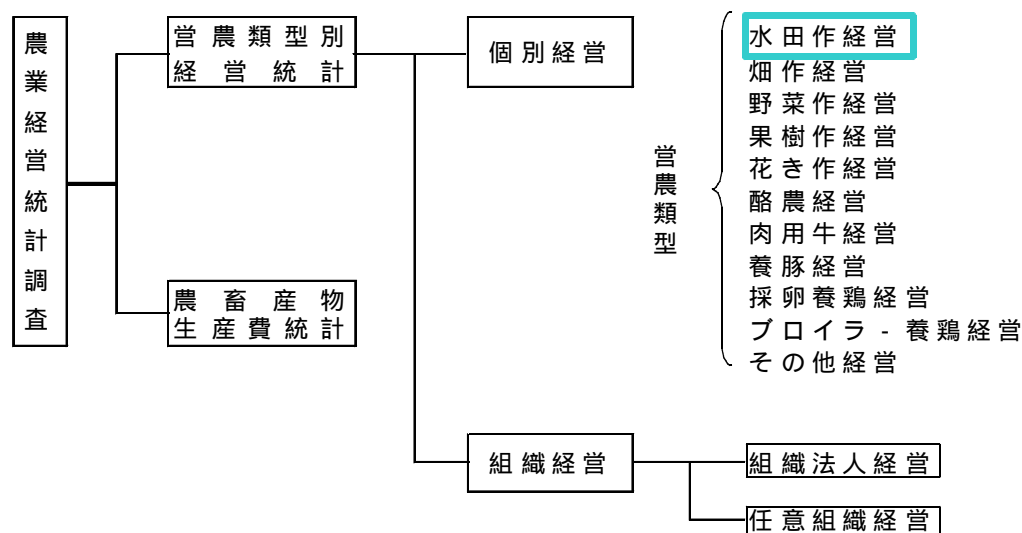 農業経営統計調査
営農類型別
経営統計
農畜産物
生産費統計
個別経営
組織経営
営農類型
水田作経営
畑作経営
野菜作経営
果樹作経営
花き作経営
酪農経営
肉用牛経営
養豚経営
採卵養鶏経営
ブロイラ-養鶏経営
その他経営
組織法人経営
任意組織経営